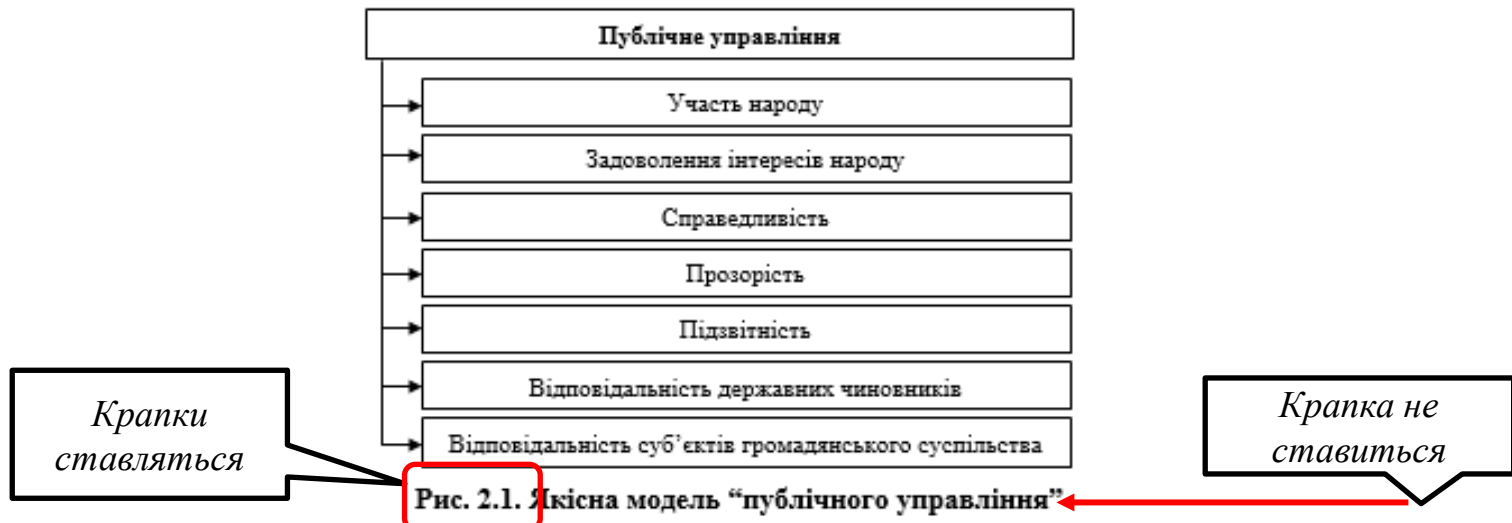 Публічне управління
Участь народу
Задоволення інтересів народу
Справедливість
Прозорість
Підзвітність
Відповідальність державних чиновників
Відповідальність суб’єктів громадянського суспільства
Крапки
ставляться
Крапка не
ставиться
Рис. 2.1. Якісна модель “публічного управління”